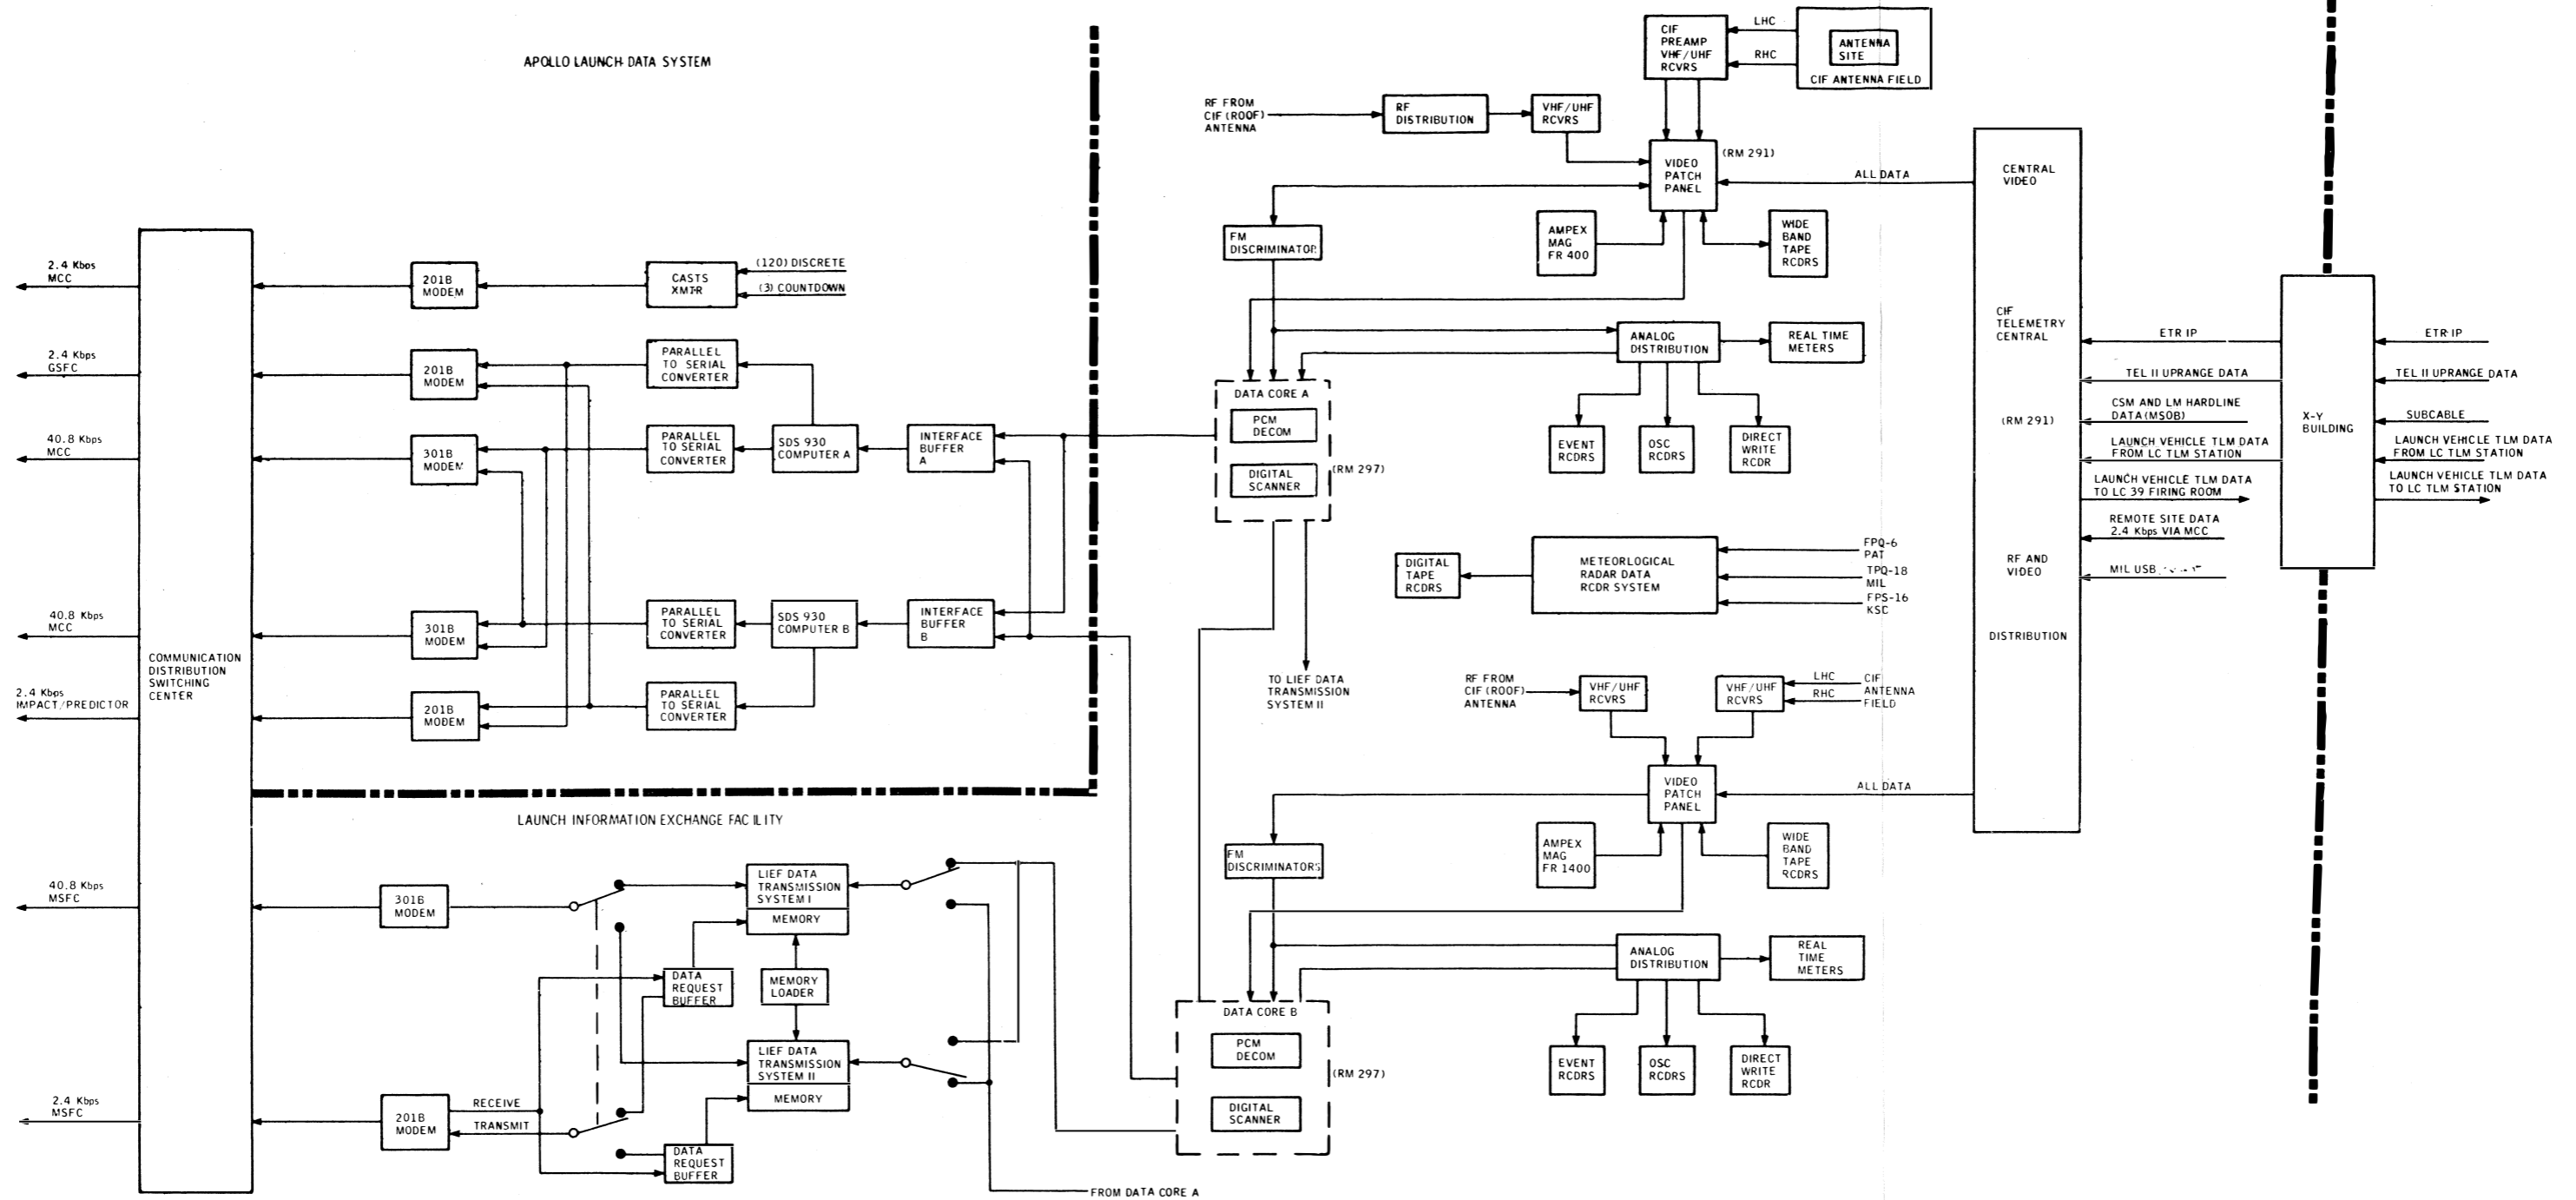 APOLLO LAUNCH DATA SYSTEM
2.4 Kbps
MCC
2.4 Kbps
GSFC
40.8 Kbps
MCC
40.8 Kbps
MCC
2.4 Kbps
IMPACT/PREDICTOR
40.8 Kbps
MSFC
2.4 Kbps
MSFC
COMMUNICATION
DISTRIBUTION
SWITCHING
CENTER
201B
MODEM
CASTS
XMTR
(120) DISCRETE
(3) COUNTDOWN
201B
MODEM
PARALLEL
TO SERIAL
CONVERTER
301B
MODEM
PARALLEL
TO SERIAL
CONVERTER
SDS 930
COMPUTER A
INTERFACE
BUFFER
A
301B
MODEM
PARALLEL
TO SERIAL
CONVERTER
SDS 930
COMPUTER B
INTERFACE
BUFFER
B
201B
MODEM
PARALLEL
TO SERIAL
CONVERTER
LAUNCH INFORMATION EXCHANGE FACILITY
301B
MODEM
LIEF DATA
TRANSMISSION
SYSTEM I
MEMORY
DATA
REQUEST
BUFFER
MEMORY
LOADER
LIEF DATA
TRANSMISSION
SYSTEM II
MEMORY
201B
MODEM
RECEIVE
TRANSMIT
DATA
REQUEST
BUFFER
FROM DATA CORE A
RF FROM
CIF (ROOF)
ANTENNA
RF
DISTRIBUTION
VHF/UHF
RCVRS
CIF
PREAMP
VHF/UHF
RCVRS
LHC
RHC
ANTENNA
SITE
CIF ANTENNA FIELD
VIDEO
PATCH
PANEL
(RM 291)
ALL DATA
FM
DISCRIMINATOR
AMPEX
MAG
FR 400
WIDE
BAND
TAPE
RCDRS
ANALOG
DISTRIBUTION
REAL TIME
METERS
EVENT
RCDRS
OSC
RCDRS
DIRECT
WRITE
RCDR
DATA CORE A
PCM
DECOM
DIGITAL
SCANNER
(RM 297)
DIGITAL
TAPE
RCDRS
METEORLOGICAL
RADAR DATA
RCDR SYSTEM
FPQ-6
PAT
TPQ-18
MIL
FPS-16
KSC
TO LIEF DATA
TRANSMISSION
SYSTEM II
RF FROM
CIF (ROOF)
ANTENNA
VHF/UHF
RCVRS
VHF/UHF
RCVRS
LHC
RHC
CIF
ANTENNA
FIELD
VIDEO
PATCH
PANEL
ALL DATA
FM
DISCRIMINATORS
AMPEX
MAG
FR 1400
WIDE
BAND
TAPE
RCDRS
ANALOG
DISTRIBUTION
REAL
TIME
METERS
EVENT
RCDRS
OSC
RCDRS
DIRECT
WRITE
RCDR
DATA CORE B
PCM
DECOM
DIGITAL
SCANNER
(RM 297)
CENTRAL
VIDEO
CIF
TELEMETRY
CENTRAL
(RM 291)
RF AND
VIDEO
DISTRIBUTION
ETR IP
TEL II UPRANGE DATA
CSM AND LM HARDLINE
DATA (MSOB)
LAUNCH VEHICLE TLM DATA
FROM LC TLM STATION
LAUNCH VEHICLE TLM DATA
TO LC 39 FIRING ROOM
REMOTE SITE DATA
2.4 Kbps VIA MCC
MIL USB
X-Y
BUILDING
ETR IP
TEL II UPRANGE DATA
SUBCABLE
LAUNCH VEHICLE TLM DATA
FROM LC TLM STATION
LAUNCH VEHICLE TLM DATA
TO LC TLM STATION